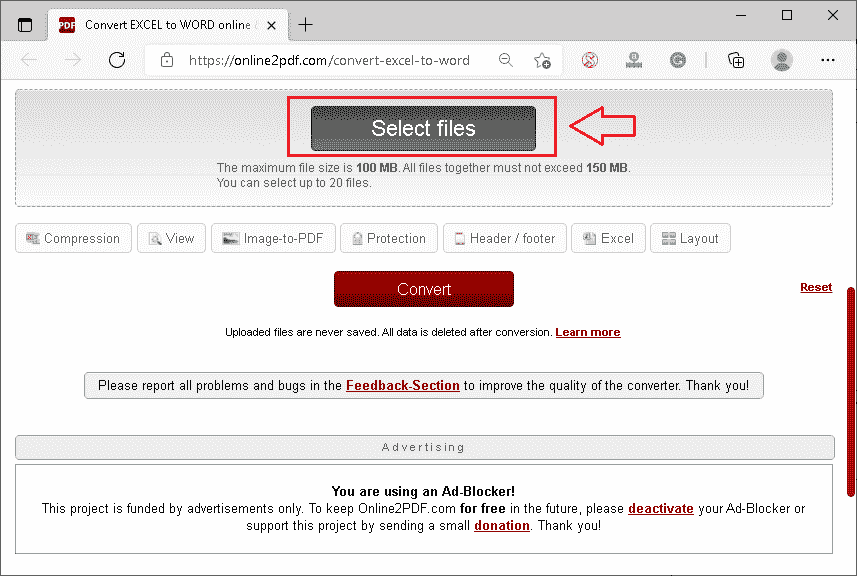 PDF Convert EXCEL to WORD online &
https://online2pdf.com/convert-excel-to-word
Select files
The maximum file size is 100 MB. All files together must not exceed 150 MB.
You can select up to 20 files.
Compression View Image-to-PDF Protection Header / footer Excel Layout
Convert
Reset
Uploaded files are never saved. All data is deleted after conversion. Learn more
Please report all problems and bugs in the Feedback-Section to improve the quality of the converter. Thank you!
Advertising
You are using an Ad-Blocker!
This project is funded by advertisements only. To keep Online2PDF.com for free in the future, please deactivate your Ad-Blocker or
support this project by sending a small donation. Thank you!